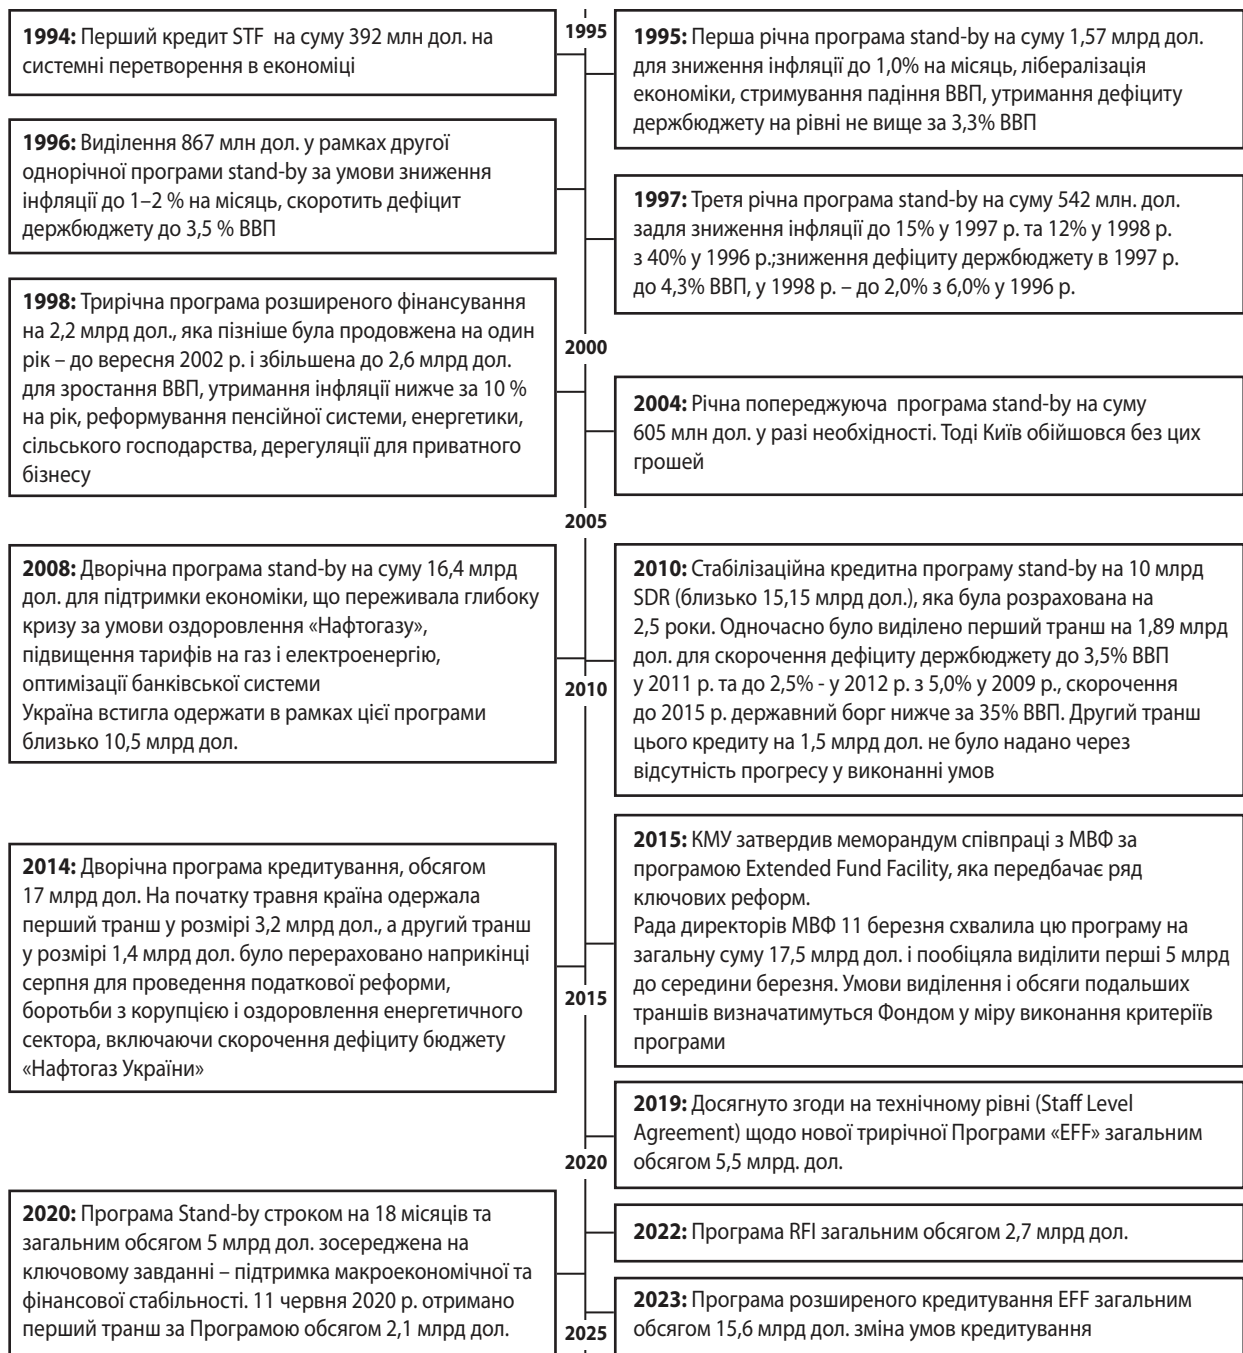 1994: Перший кредит STF на суму 392 млн дол. на
системні перетворення в економіці
1995
1995: Перша річна програма stand-by на суму 1,57 млрд дол.
для зниження інфляції до 1,0% на місяць, лібералізація
економіки, стримування падіння ВВП, утримання дефіциту
держбюджету на рівні не вище за 3,3% ВВП
1996: Виділення 867 млн дол. у рамках другої
однорічної програми stand-by за умови зниження
інфляції до 1–2 % на місяць, скоротить дефіцит
держбюджету до 3,5 % ВВП
1997: Третя річна програма stand-by на суму 542 млн. дол.
задля зниження інфляції до 15% у 1997 р. та 12% у 1998 р.
з 40% у 1996 р.;зниження дефіциту держбюджету в 1997 р.
до 4,3% ВВП, у 1998 р. – до 2,0% з 6,0% у 1996 р.
1998: Трирічна програма розширеного фінансування
на 2,2 млрд дол., яка пізніше була продовжена на один
рік – до вересня 2002 р. і збільшена до 2,6 млрд дол.
для зростання ВВП, утримання інфляції нижче за 10 %
на рік, реформування пенсійної системи, енергетики,
сільського господарства, дерегуляції для приватного
бізнесу
2000
2004: Річна попереджуюча програма stand-by на суму
605 млн дол. у разі необхідності. Тоді Київ обійшовся без цих
грошей
2005
2008: Дворічна програма stand-by на суму 16,4 млрд
дол. для підтримки економіки, що переживала глибоку
кризу за умови оздоровлення «Нафтогазу»,
підвищення тарифів на газ і електроенергію,
оптимізації банківської системи
Україна встигла одержати в рамках цієї програми
близько 10,5 млрд дол.
2010: Стабілізаційна кредитна програму stand-by на 10 млрд
SDR (близько 15,15 млрд дол.), яка була розрахована на
2,5 роки. Одночасно було виділено перший транш на 1,89 млрд
дол. для скорочення дефіциту держбюджету до 3,5% ВВП
у 2011 р. та до 2,5% - у 2012 р. з 5,0% у 2009 р., скорочення
до 2015 р. державний борг нижче за 35% ВВП. Другий транш
цього кредиту на 1,5 млрд дол. не було надано через
відсутність прогресу у виконанні умов
2010
2014: Дворічна програма кредитування, обсягом
17 млрд дол. На початку травня країна одержала
перший транш у розмірі 3,2 млрд дол., а другий транш
у розмірі 1,4 млрд дол. було перераховано наприкінці
серпня для проведення податкової реформи,
боротьби з корупцією і оздоровлення енергетичного
сектора, включаючи скорочення дефіциту бюджету
«Нафтогаз України»
2015: КМУ затвердив меморандум співпраці з МВФ за
програмою Extended Fund Facility, яка передбачає ряд
ключових реформ.
Рада директорів МВФ 11 березня схвалила цю програму на
загальну суму 17,5 млрд дол. і пообіцяла виділити перші 5 млрд
до середини березня. Умови виділення і обсяги подальших
траншів визначатимуться Фондом у міру виконання критеріїв
програми
2015
2019: Досягнуто згоди на технічному рівні (Staff Level
Agreement) щодо нової трирічної Програми «EFF» загальним
обсягом 5,5 млрд. дол.
2020
2020: Програма Stand-by строком на 18 місяців та
загальним обсягом 5 млрд дол. зосереджена на
ключовому завданні – підтримка макроекономічної та
фінансової стабільності. 11 червня 2020 р. отримано
перший транш за Програмою обсягом 2,1 млрд дол.
2022: Програма RFI загальним обсягом 2,7 млрд дол.
2023: Програма розширеного кредитування EFF загальним
обсягом 15,6 млрд дол. зміна умов кредитування
2025